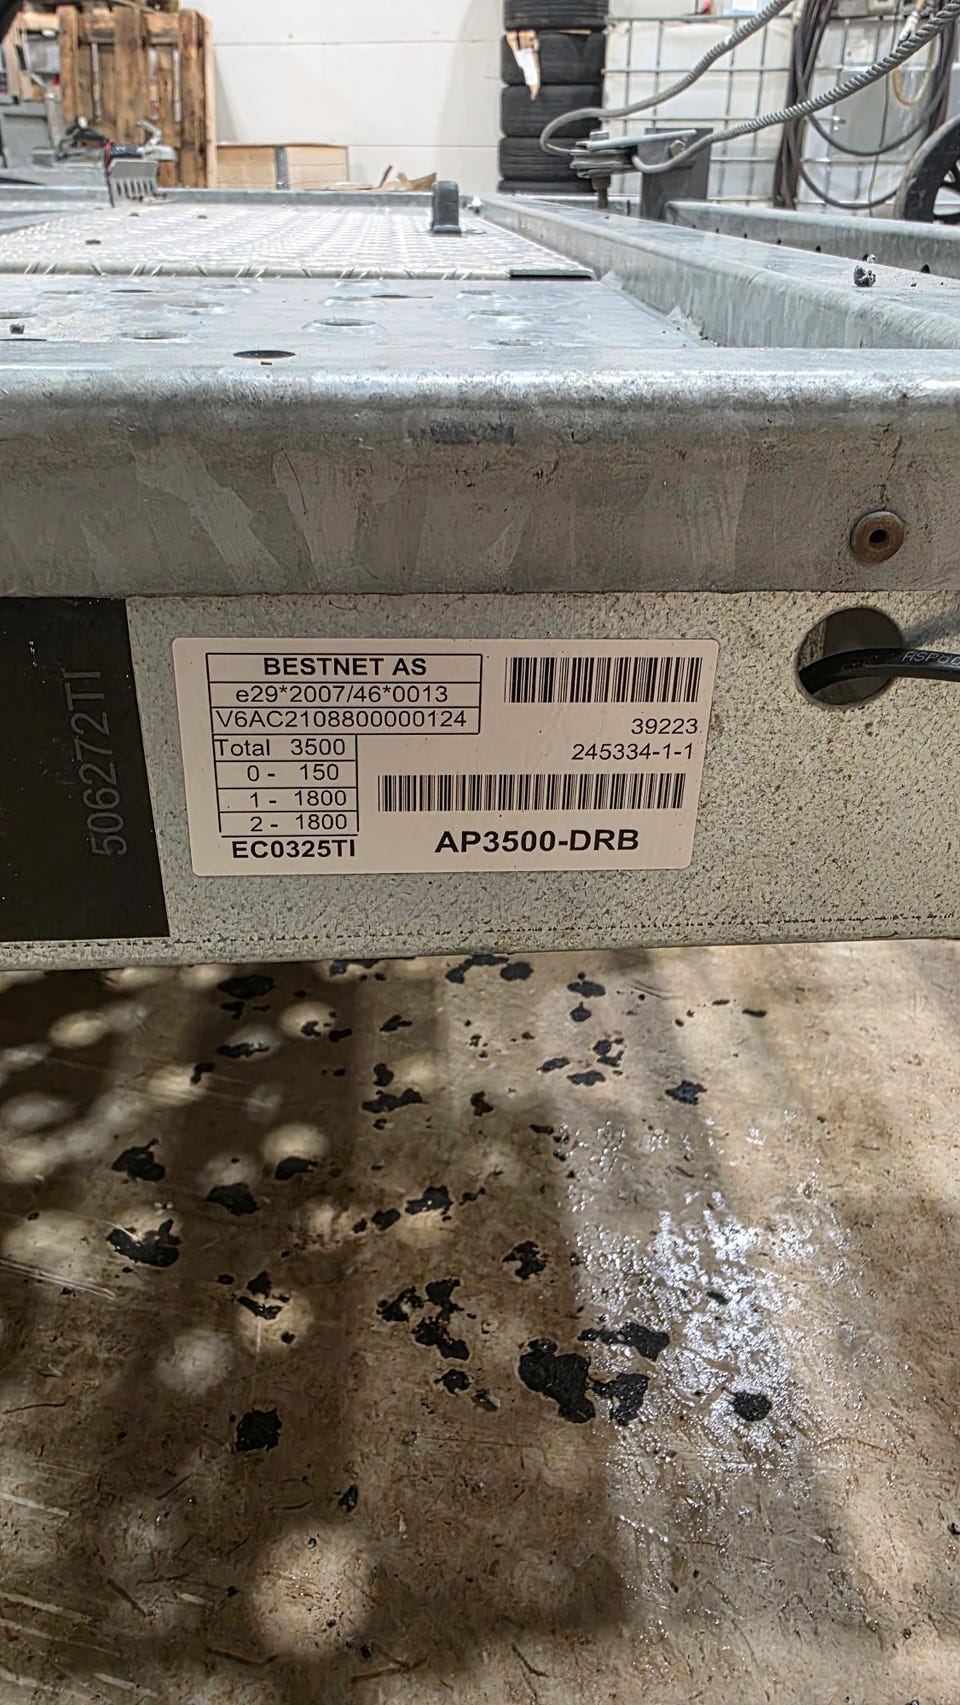 BESTNET AS
e29*2007/46*0013
V6AC2108800000124
Total 3500
0 - 150
1 - 1800
2 - 1800
EC0325TI
39223
245334-1-1
AP3500-DRB
506272TI